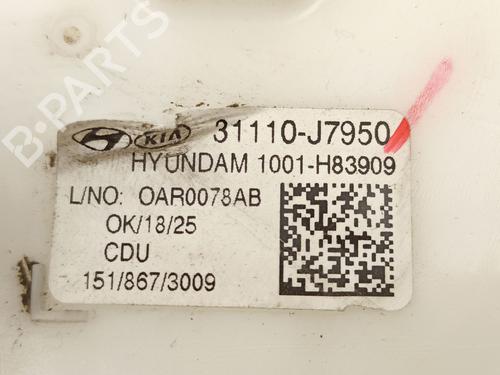 B-PARTS
KIA 31110-J7950
HYUNDAM 1001-H83909
L/NO: OAR0078AB
OK/18/25
CDU
151/867/3009